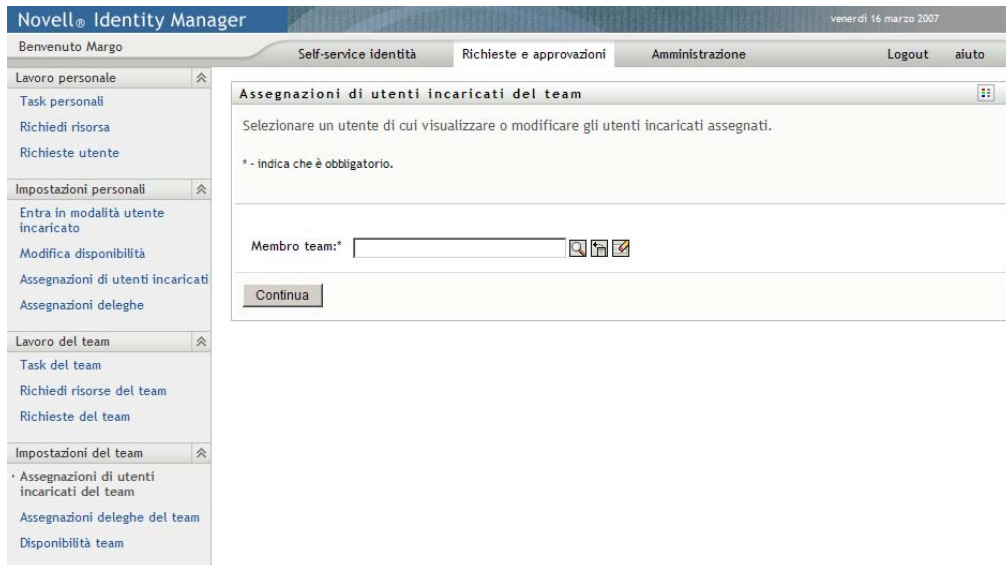 Novell® Identity Manager
venerdì 16 marzo 2007
Benvenuto Margo
Self-service identità
Richieste e approvazioni
Amministrazione
Logout
aiuto
Lavoro personale
Task personali
Richiedi risorsa
Richieste utente
Impostazioni personali
Entra in modalità utente
incaricato
Modifica disponibilità
Assegnazioni di utenti incaricati
Assegnazioni deleghe
Lavoro del team
Task del team
Richiedi risorse del team
Richieste del team
Impostazioni del team
Assegnazioni di utenti
incaricati del team
Assegnazioni deleghe del team
Disponibilità team
Assegnazioni di utenti incaricati del team
Selezionare un utente di cui visualizzare o modificare gli utenti incaricati assegnati.
* - indica che è obbligatorio.
Membro team:*
Continua